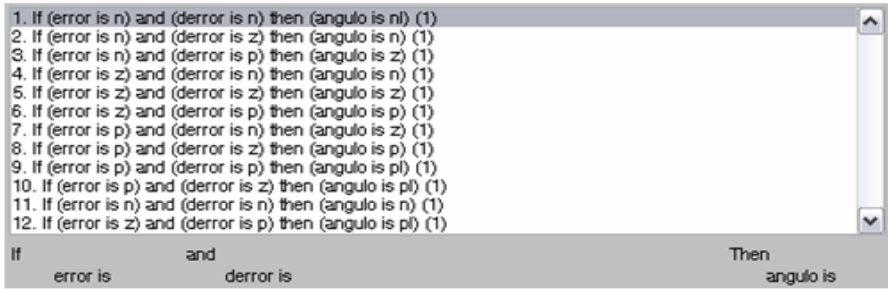 1. If (error is n) and (derror is n) then (angulo is nl) (1)
2. If (error is n) and (derror is z) then (angulo is n) (1)
3. If (error is n) and (derror is p) then (angulo is z) (1)
4. If (error is z) and (derror is n) then (angulo is n) (1)
5. If (error is z) and (derror is z) then (angulo is z) (1)
6. If (error is z) and (derror is p) then (angulo is p) (1)
7. If (error is p) and (derror is n) then (angulo is z) (1)
8. If (error is p) and (derror is z) then (angulo is p) (1)
9. If (error is p) and (derror is p) then (angulo is pl) (1)
10. If (error is p) and (derror is z) then (angulo is pl) (1)
11. If (error is n) and (derror is n) then (angulo is n) (1)
12. If (error is z) and (derror is p) then (angulo is pl) (1)
If and Then
error is derror is angulo is